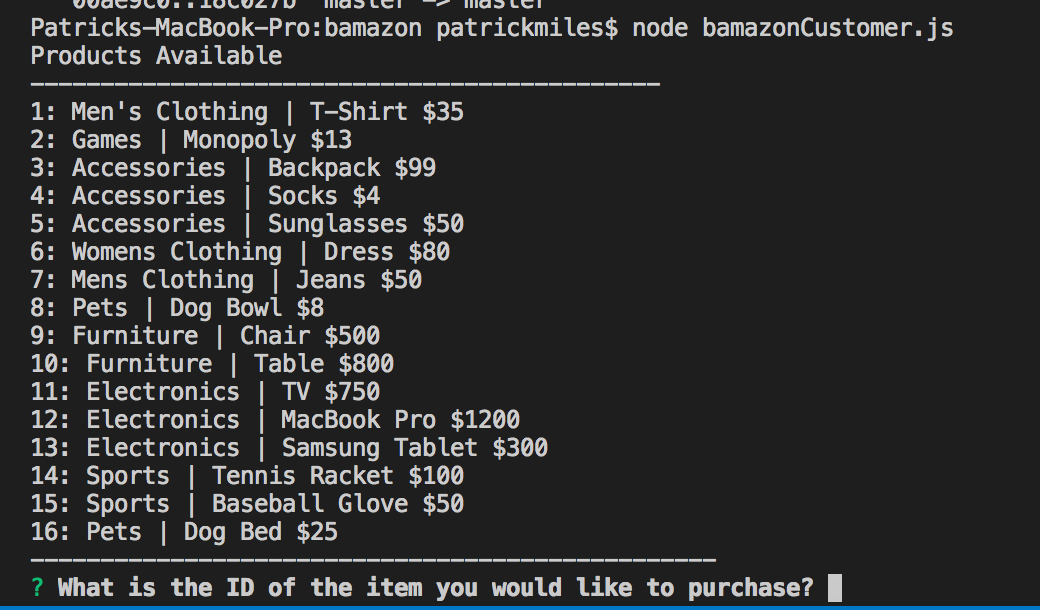 00ae9c0..18c027b  master -> master
Patricks-MacBook-Pro:bamazon patrickmiles$ node bamazonCustomer.js
Products Available
---------------------------------------------
1: Men's Clothing | T-Shirt $35
2: Games | Monopoly $13
3: Accessories | Backpack $99
4: Accessories | Socks $4
5: Accessories | Sunglasses $50
6: Womens Clothing | Dress $80
7: Mens Clothing | Jeans $50
8: Pets | Dog Bowl $8
9: Furniture | Chair $500
10: Furniture | Table $800
11: Electronics | TV $750
12: Electronics | MacBook Pro $1200
13: Electronics | Samsung Tablet $300
14: Sports | Tennis Racket $100
15: Sports | Baseball Glove $50
16: Pets | Dog Bed $25
-------------------------------------------------
? What is the ID of the item you would like to purchase?